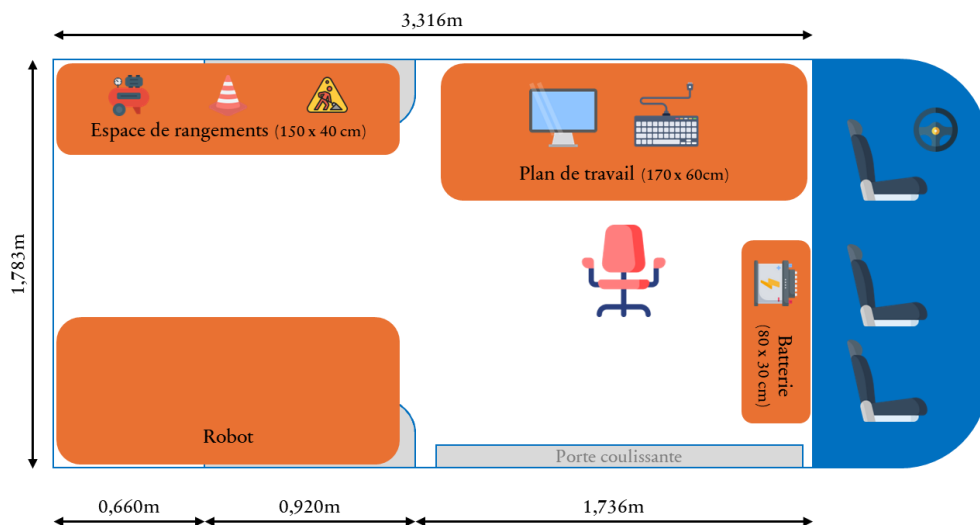 3,316m
1,783m
Espace de rangements (150 x 40 cm)
Plan de travail (170 x 60cm)
Batterie
(80 x 30 cm)
Robot
Porte coulissante
0,660m
0,920m
1,736m